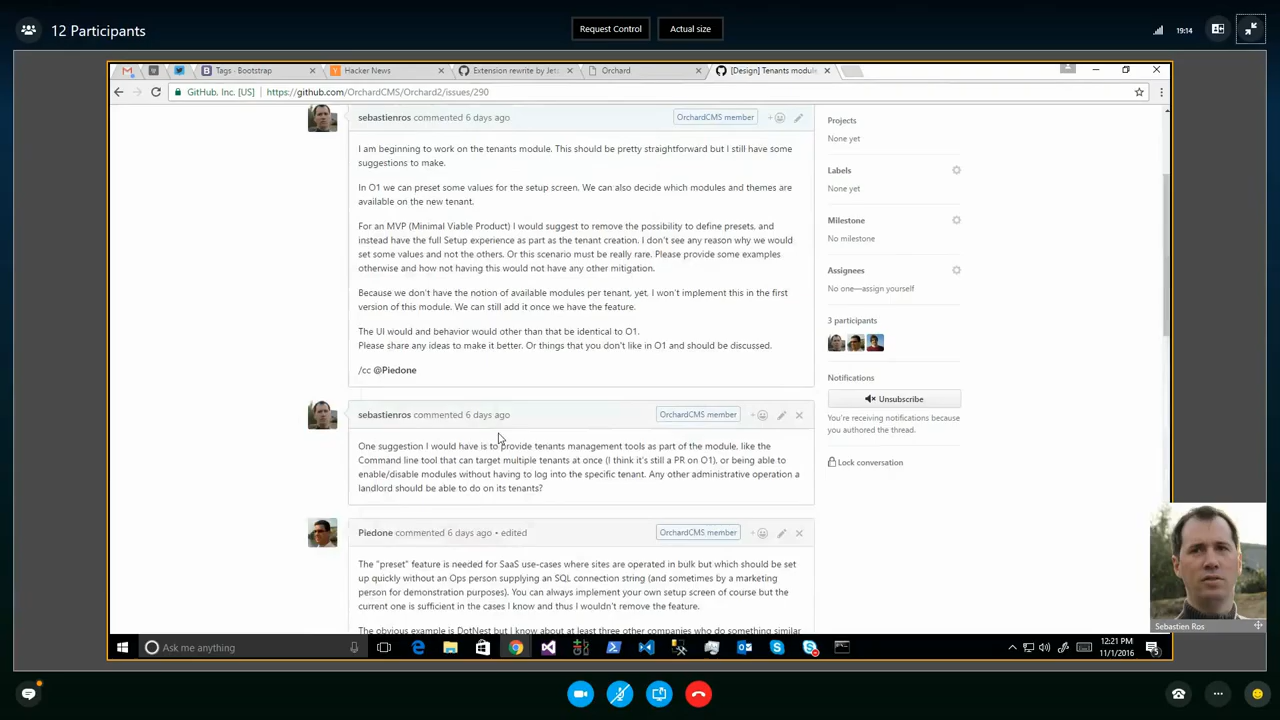 12 Participants
Request Control
Actual size
19:14
Tags · Bootstrap
Hacker News
Extension rewrite by Jet
Orchard
[Design] Tenants modul
GitHub, Inc. [US]
https://github.com/OrchardCMS/Orchard2/issues/290
sebastienros commented 6 days ago
OrchardCMS member
I am beginning to work on the tenants module. This should be pretty straightforward but I still have some
suggestions to make.
In O1 we can preset some values for the setup screen. We can also decide which modules and themes are
available on the new tenant.
For an MVP (Minimal Viable Product) I would suggest to remove the possibility to define presets, and
instead have the full Setup experience as part as the tenant creation. I don't see any reason why we would
set some values and not the others. Or this scenario must be really rare. Please provide some examples
otherwise and how not having this would not have any other mitigation.
Because we don't have the notion of available modules per tenant, yet, I won't implement this in the first
version of this module. We can still add it once we have the feature.
The UI would and behavior would other than that be identical to O1.
Please share any ideas to make it better. Or things that you don't like in O1 and should be discussed.
/cc @Piedone
sebastienros commented 6 days ago
OrchardCMS member
One suggestion I would have is to provide tenants management tools as part of the module, like the
Command line tool that can target multiple tenants at once (I think it's still a PR on O1), or being able to
enable/disable modules without having to log into the specific tenant. Any other administrative operation a
landlord should be able to do on its tenants?
Piedone commented 6 days ago • edited
OrchardCMS member
The "preset" feature is needed for SaaS use-cases where sites are operated in bulk but which should be set
up quickly without an Ops person supplying an SQL connection string (and sometimes by a marketing
person for demonstration purposes). You can always implement your own setup screen of course but the
current one is sufficient in the cases I know and thus I wouldn't remove the feature.
The obvious example is DotNest but I know about at least three other companies who do something similar
Projects
None yet
Labels
None yet
Milestone
No milestone
Assignees
No one—assign yourself
3 participants
Notifications
Unsubscribe
You're receiving notifications because
you authored the thread.
Lock conversation
Sebastien Ros
Ask me anything
12:21 PM
11/1/2016